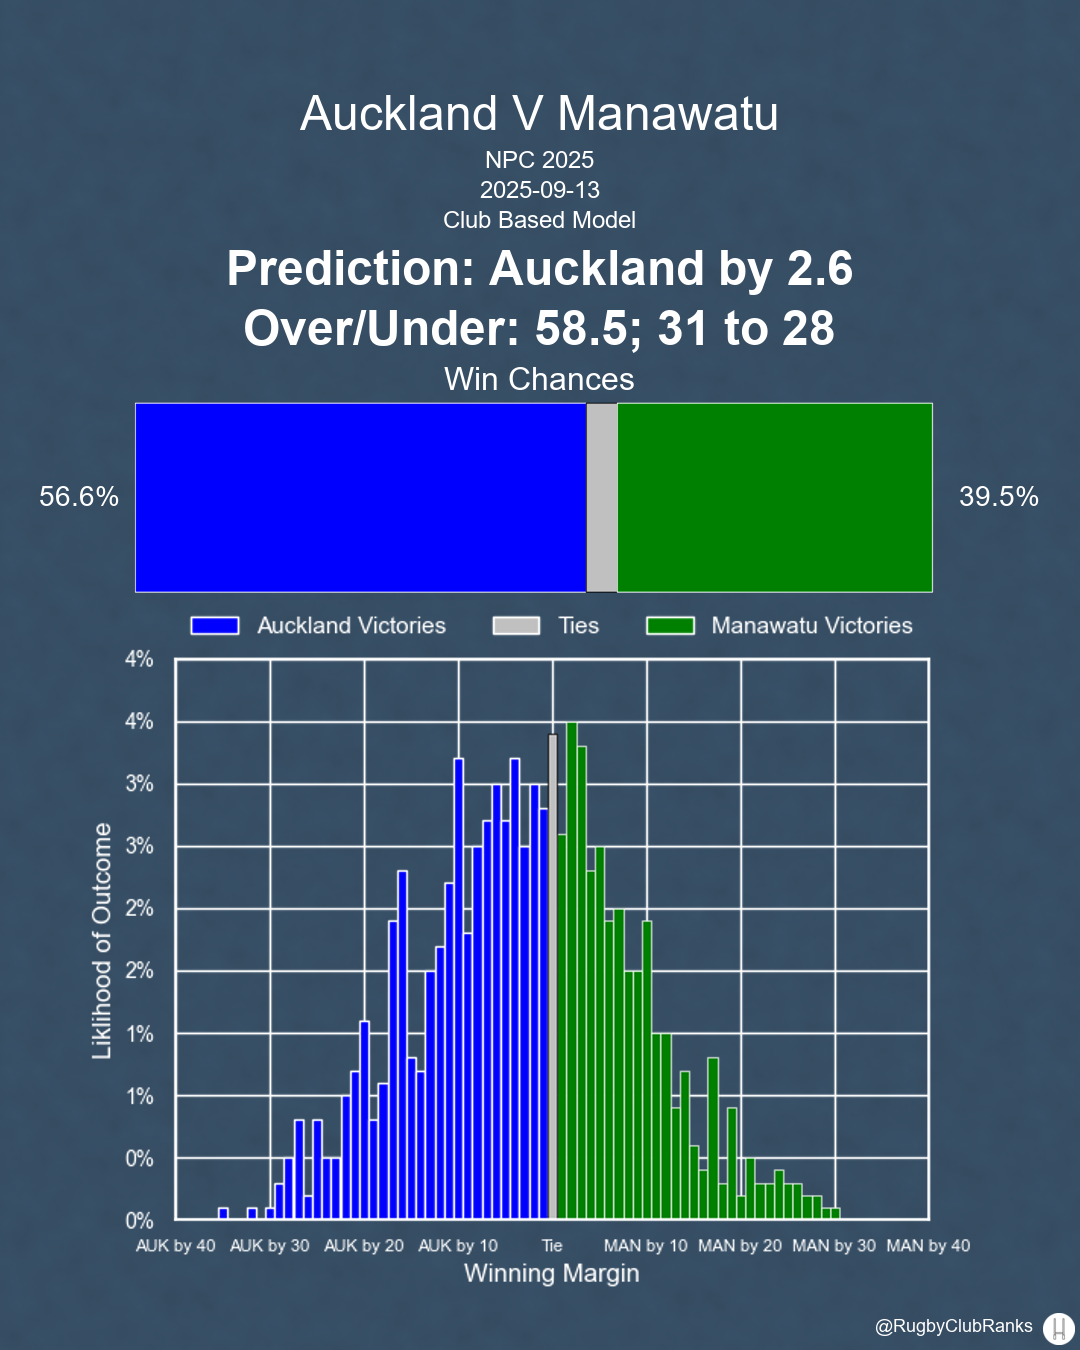 Auckland V Manawatu
NPC 2025
2025-09-13
Club Based Model
Prediction: Auckland by 2.6
Over/Under: 58.5; 31 to 28
Win Chances
56.6%
39.5%
Auckland Victories
Ties
Manawatu Victories
4%
4%
3%
3%
2%
2%
1%
1%
0%
0%
Liklihood of Outcome
AUK by 40
AUK by 30
AUK by 20
AUK by 10
Tie
MAN by 10
MAN by 20
MAN by 30
MAN by 40
Winning Margin
@RugbyClubRanks